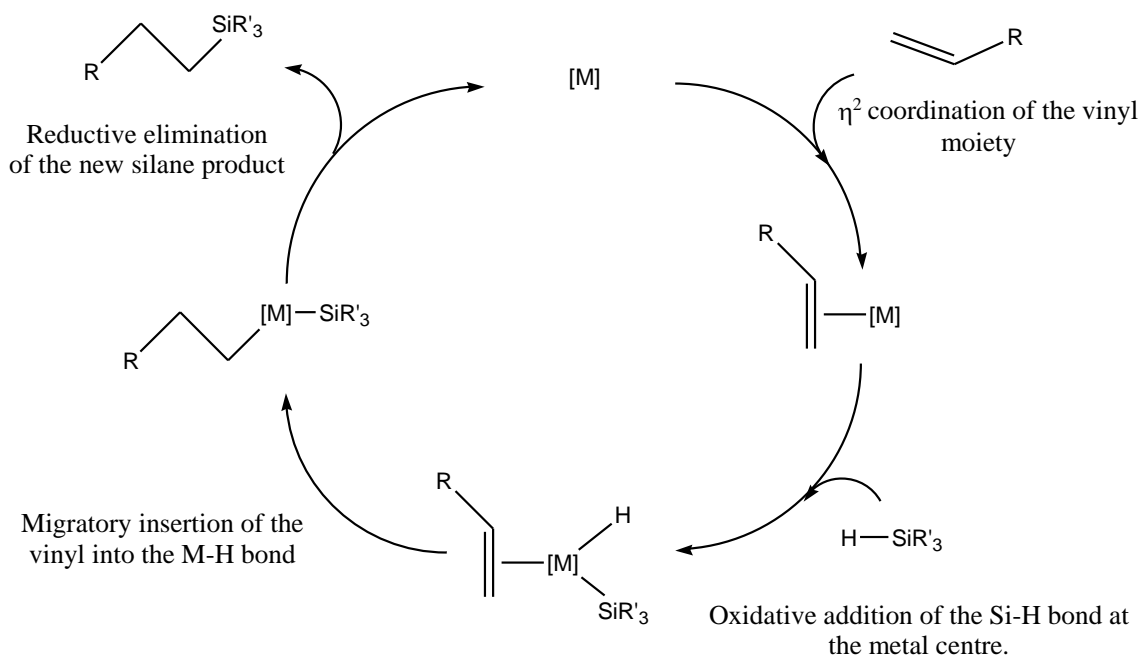 SiR'₃
R
Reductive elimination
of the new silane product
[M]
R
η² coordination of the vinyl
moiety
R
[M]
H—SiR'₃
Oxidative addition of the Si-H bond at
the metal centre.
R
H
[M]
SiR'₃
Migratory insertion of the
vinyl into the M-H bond
[M]—SiR'₃
R